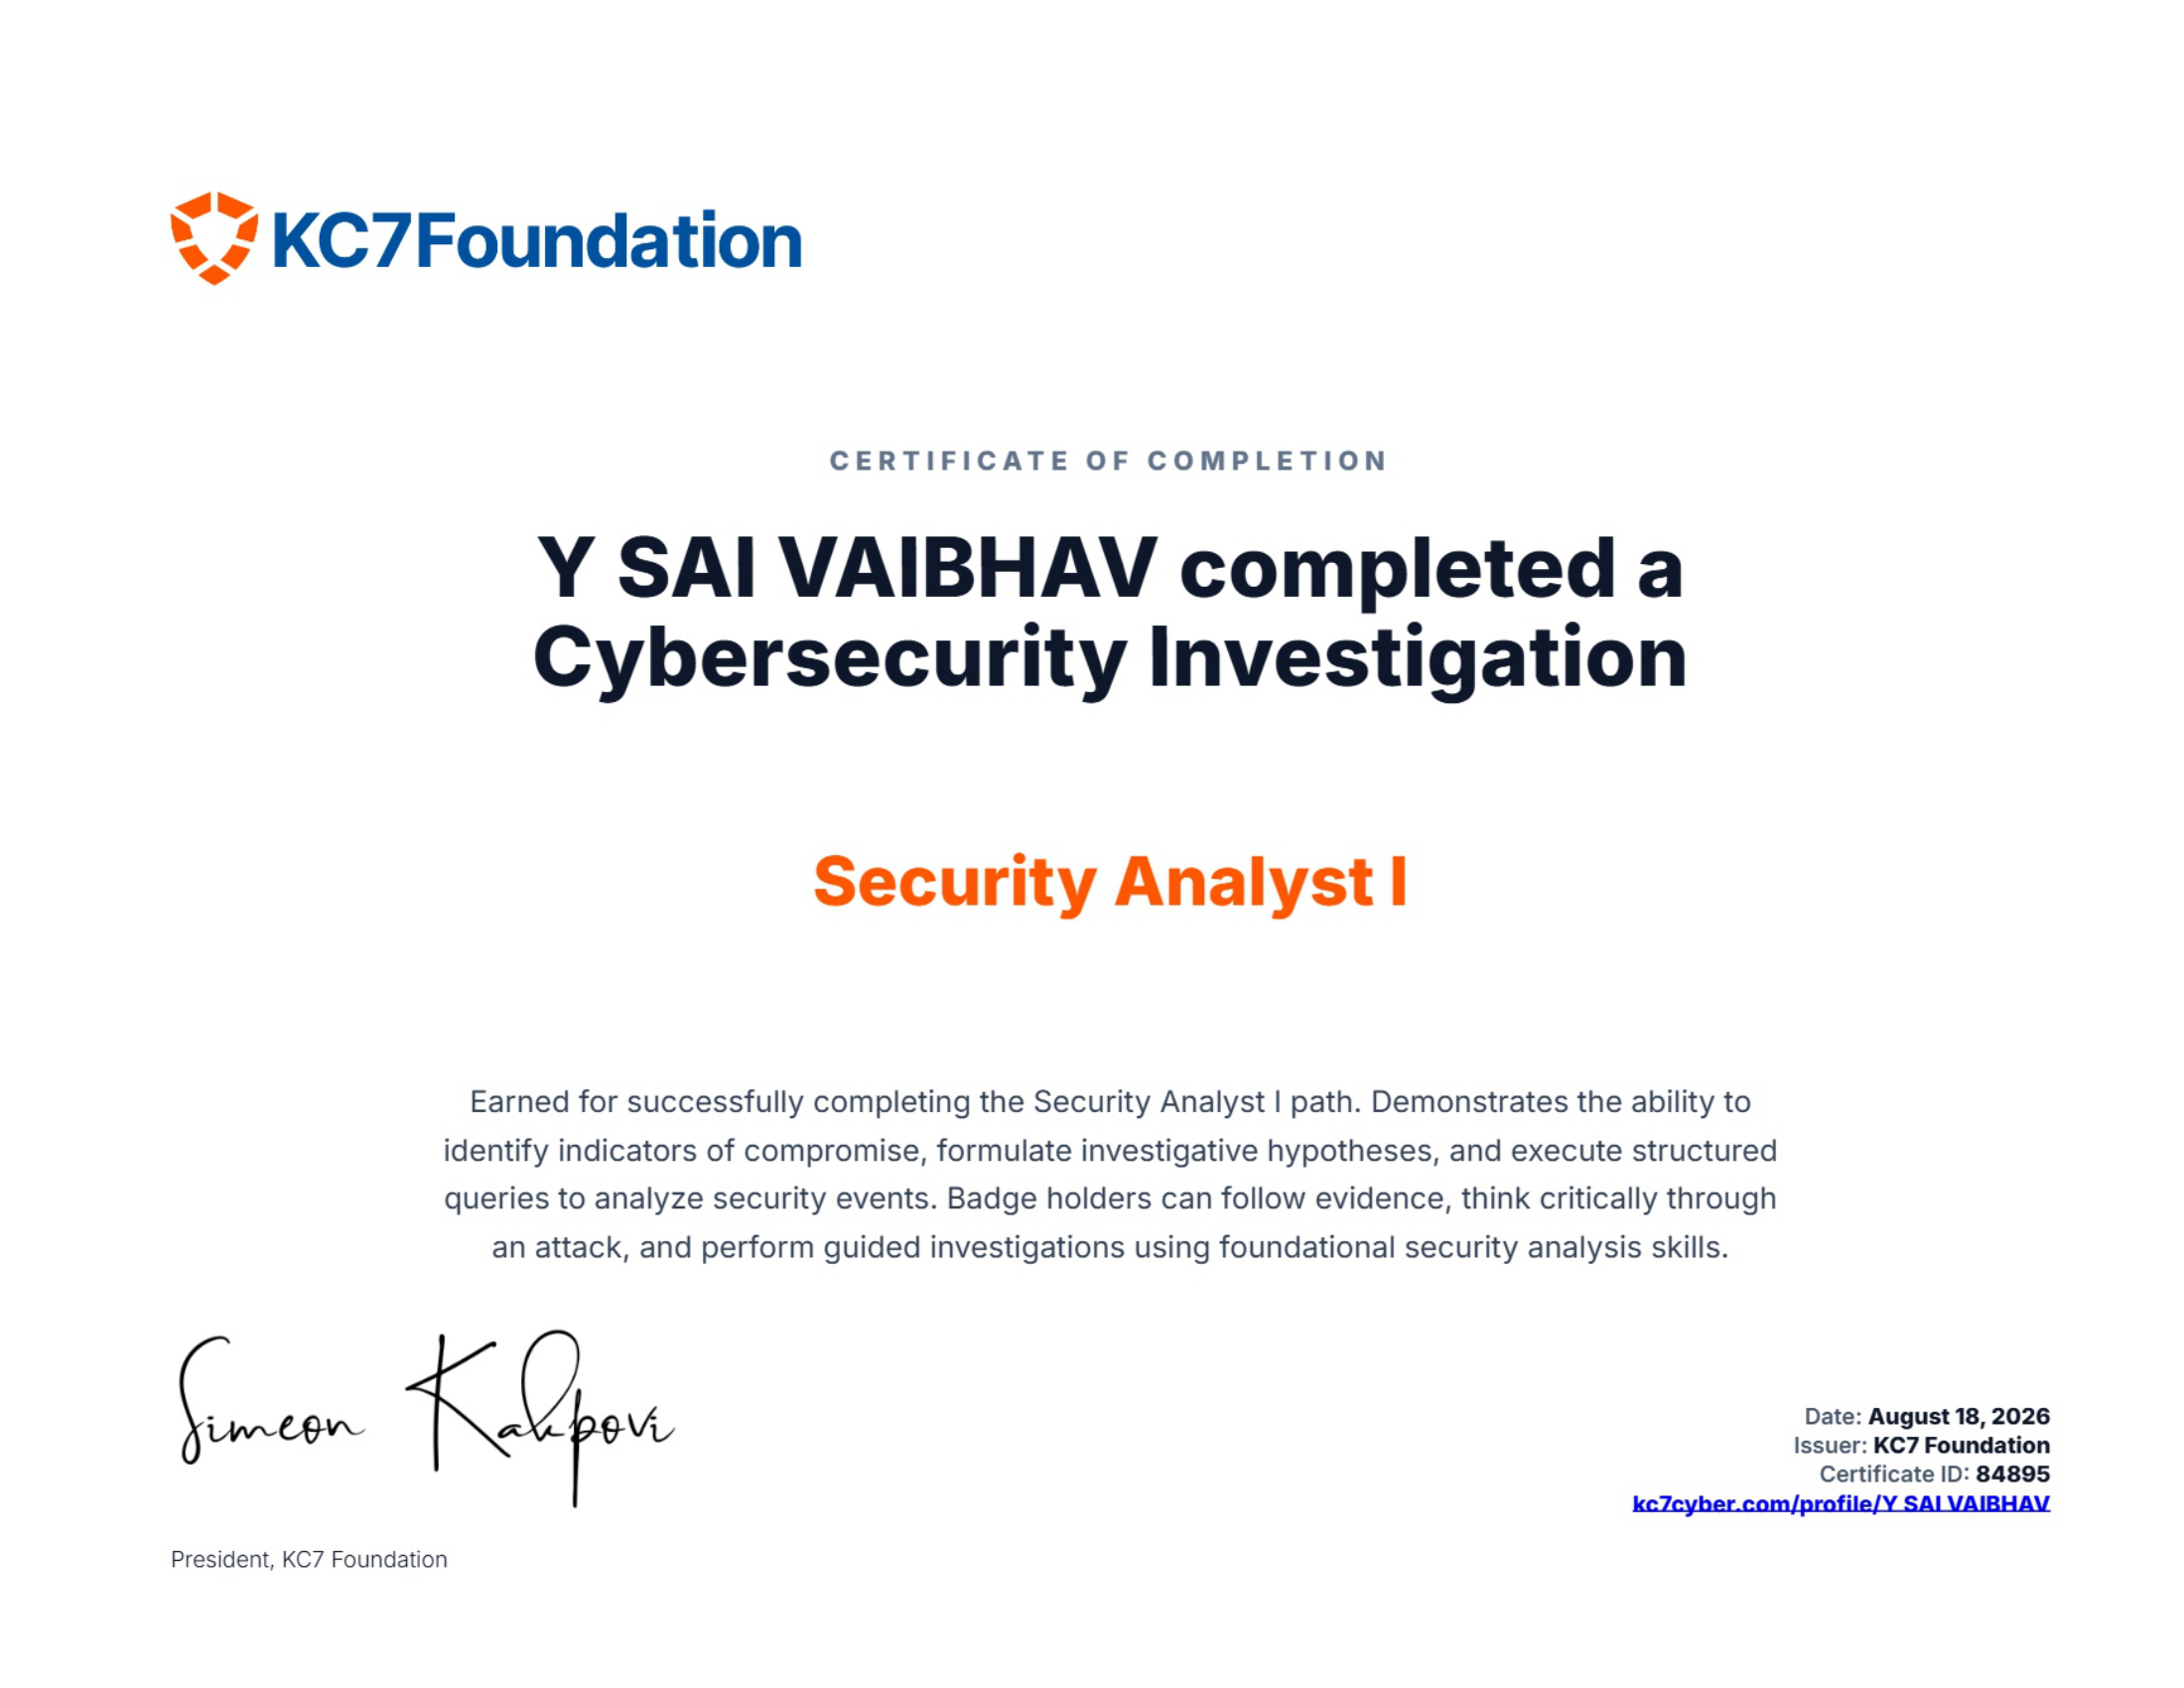 KC7Foundation
CERTIFICATE OF COMPLETION
Y SAI VAIBHAV completed a
Cybersecurity Investigation
Security Analyst I
Earned for successfully completing the Security Analyst I path. Demonstrates the ability to
identify indicators of compromise, formulate investigative hypotheses, and execute structured
queries to analyze security events. Badge holders can follow evidence, think critically through
an attack, and perform guided investigations using foundational security analysis skills.
Simeon Kakpovi
Date: August 18, 2026
Issuer: KC7 Foundation
Certificate ID: 84895
kc7cyber.com/profile/Y SAI VAIBHAV
President, KC7 Foundation